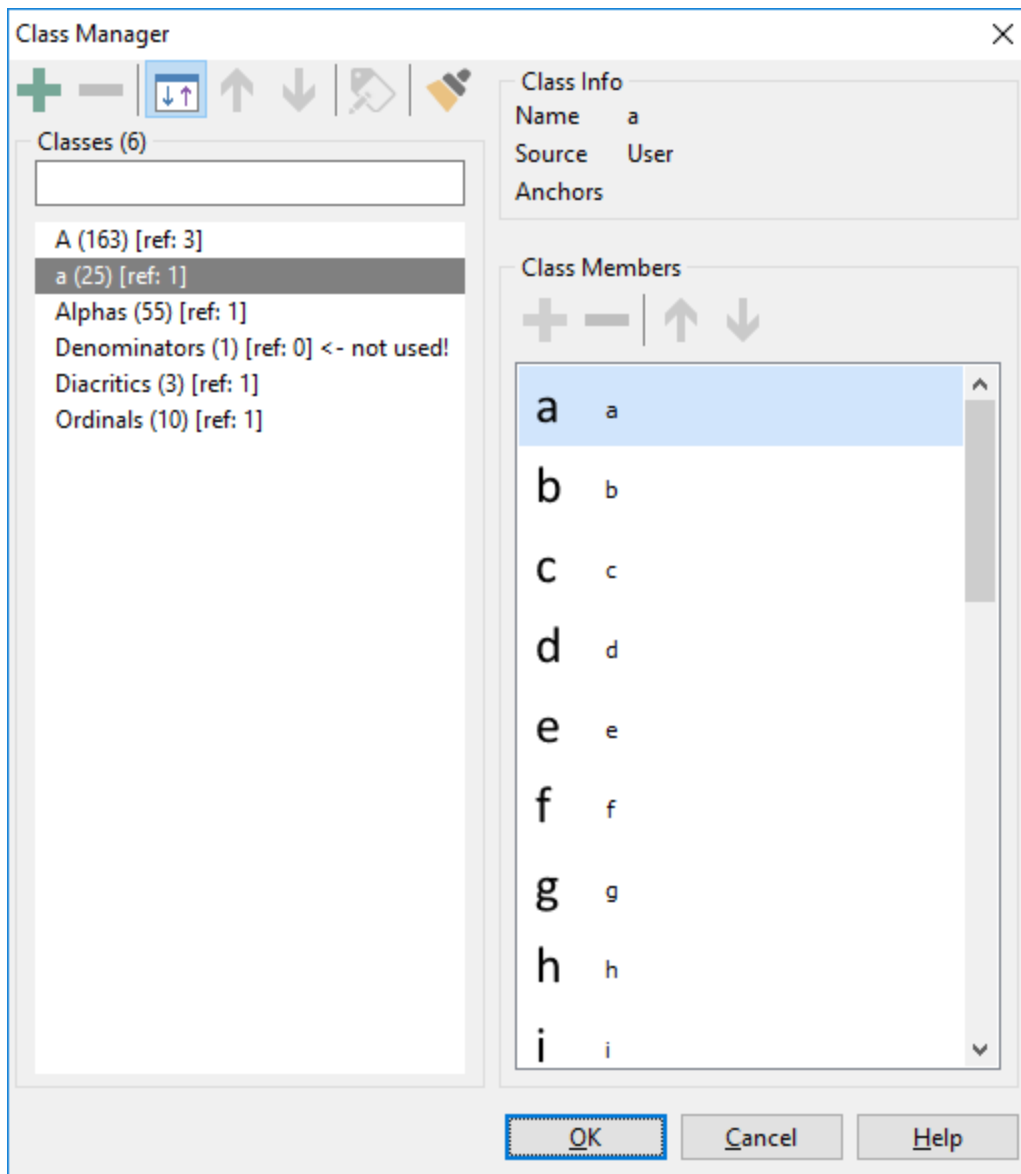 Class Manager
Classes (6)
A (163) [ref: 3]
a (25) [ref: 1]
Alphas (55) [ref: 1]
Denominators (1) [ref: 0] <- not used!
Diacritics (3) [ref: 1]
Ordinals (10) [ref: 1]
Class Info
Name a
Source User
Anchors
Class Members
a a
b b
c c
d d
e e
f f
g g
h h
i i
OK Cancel Help